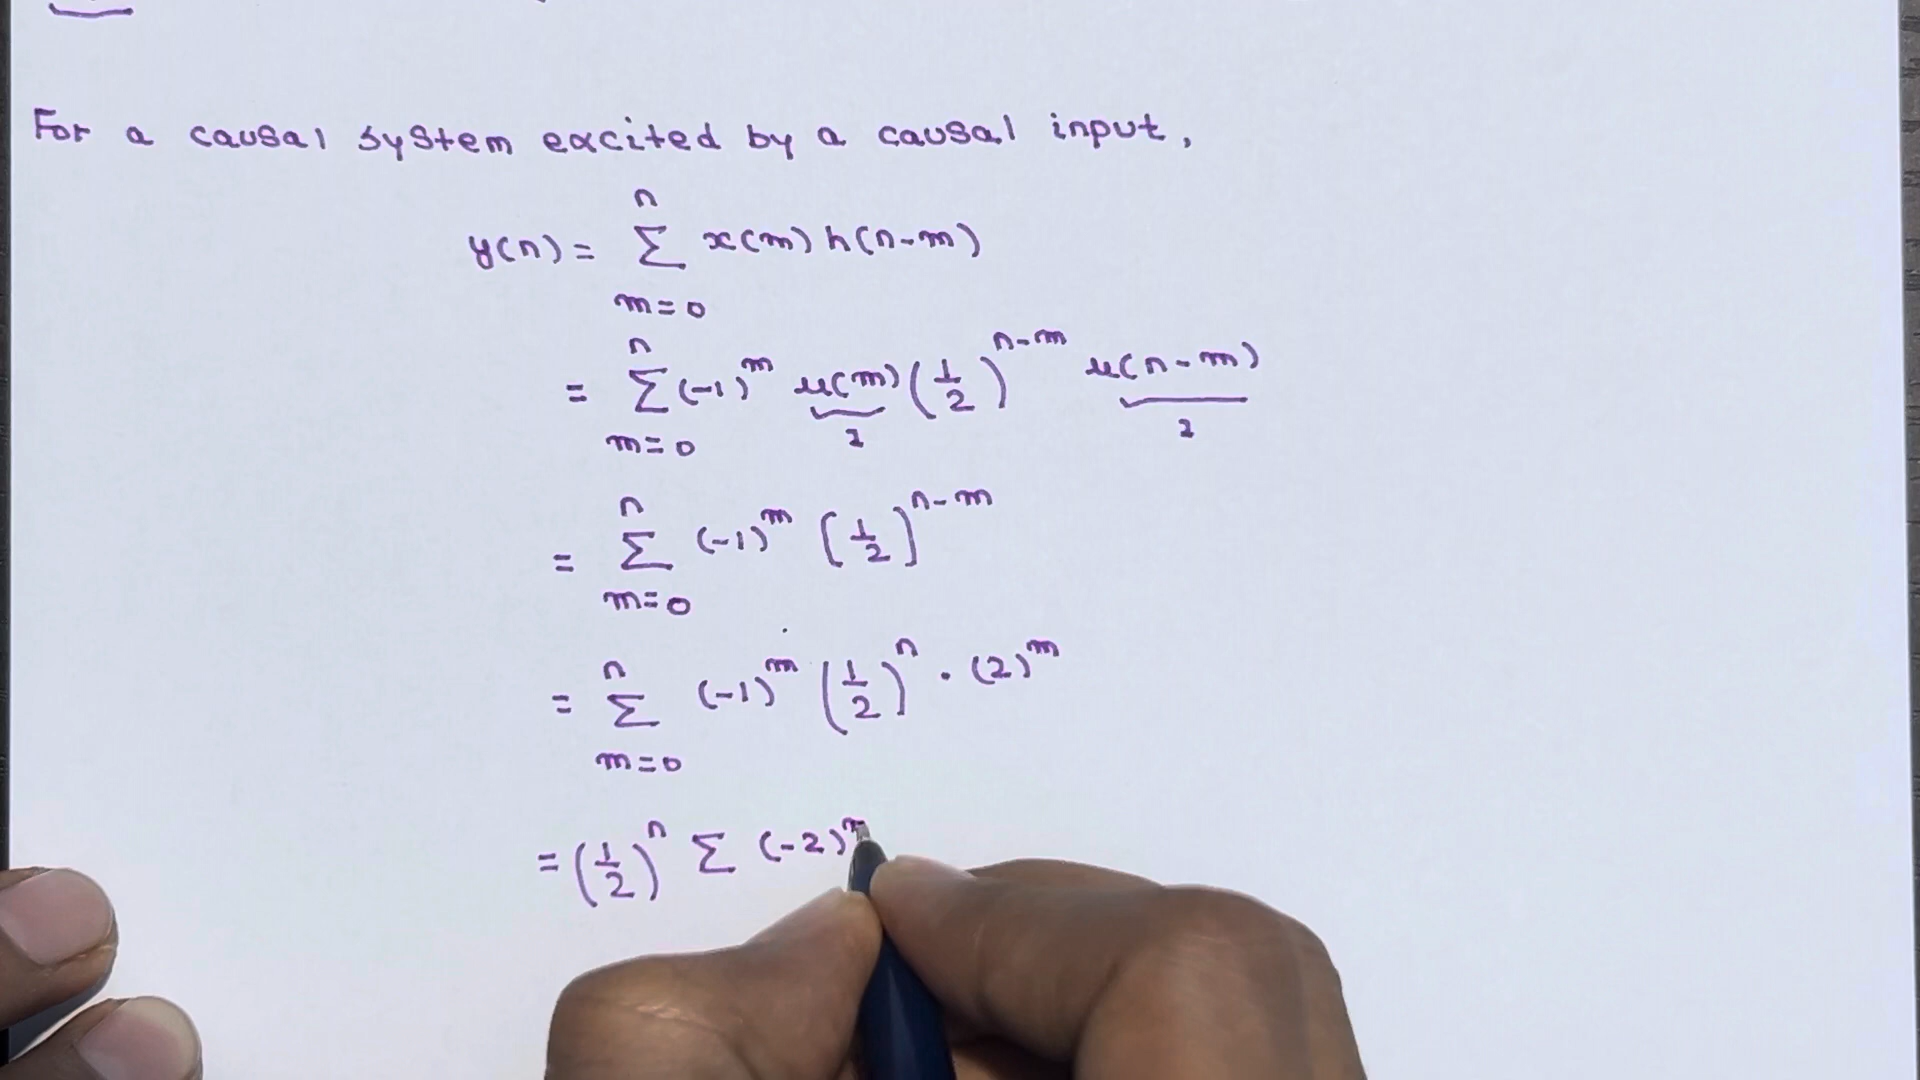 For a causal system excited by a causal input,
y(n) = Σ_{m=0}^{n} x(m) h(n-m)
= Σ_{m=0}^{n} (-1)^m u(m) (1/2)^{n-m} u(n-m)
1 1
= Σ_{m=0}^{n} (-1)^m (1/2)^{n-m}
= Σ_{m=0}^{n} (-1)^m (1/2)^n · (2)^m
= (1/2)^n Σ (-2)^m